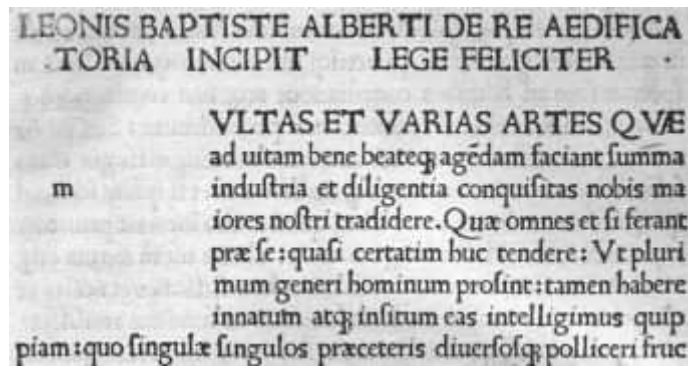 LEONIS BAPTISTE ALBERTI DE RE AEDIFICA
TORIA INCIPIT LEGE FELICITER ·
VLTAS ET VARIAS ARTES QVÆ
ad uitam bene beateqꝫ agẽdam faciant ſumma
m induſtria et diligentia conquiſitas nobis ma
iores noſtri tradidere. Quæ omnes et ſi ferant
præ ſe: quaſi certatim huc tendere: Vt pluri
mum generi hominum proſint: tamen habere
innatum atqꝫ inſitum eas intelligimus quip
piam: quo ſingulæ ſingulos præceteris diuerſoſqꝫ polliceri fruc